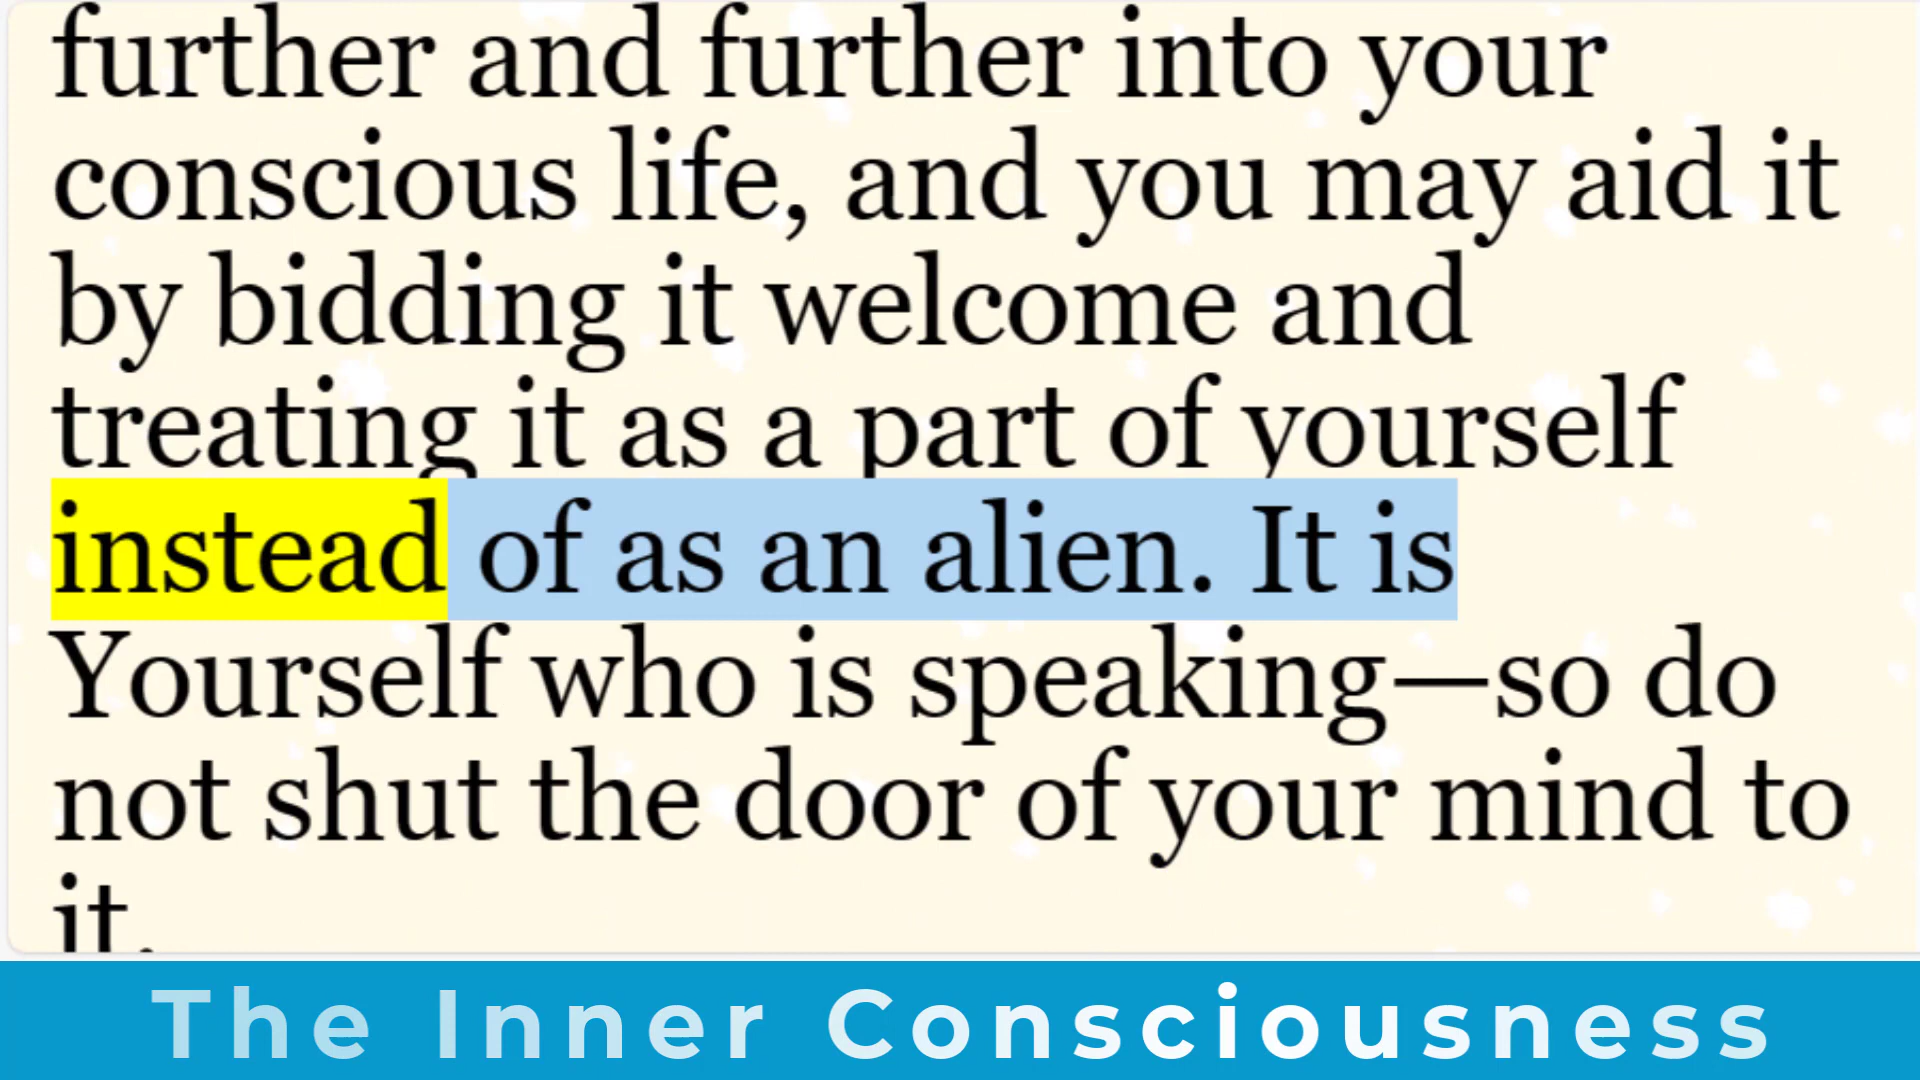 further and further into your
conscious life, and you may aid it
by bidding it welcome and
treating it as a part of yourself
instead of as an alien. It is
Yourself who is speaking—so do
not shut the door of your mind to
it.
The Inner Consciousness